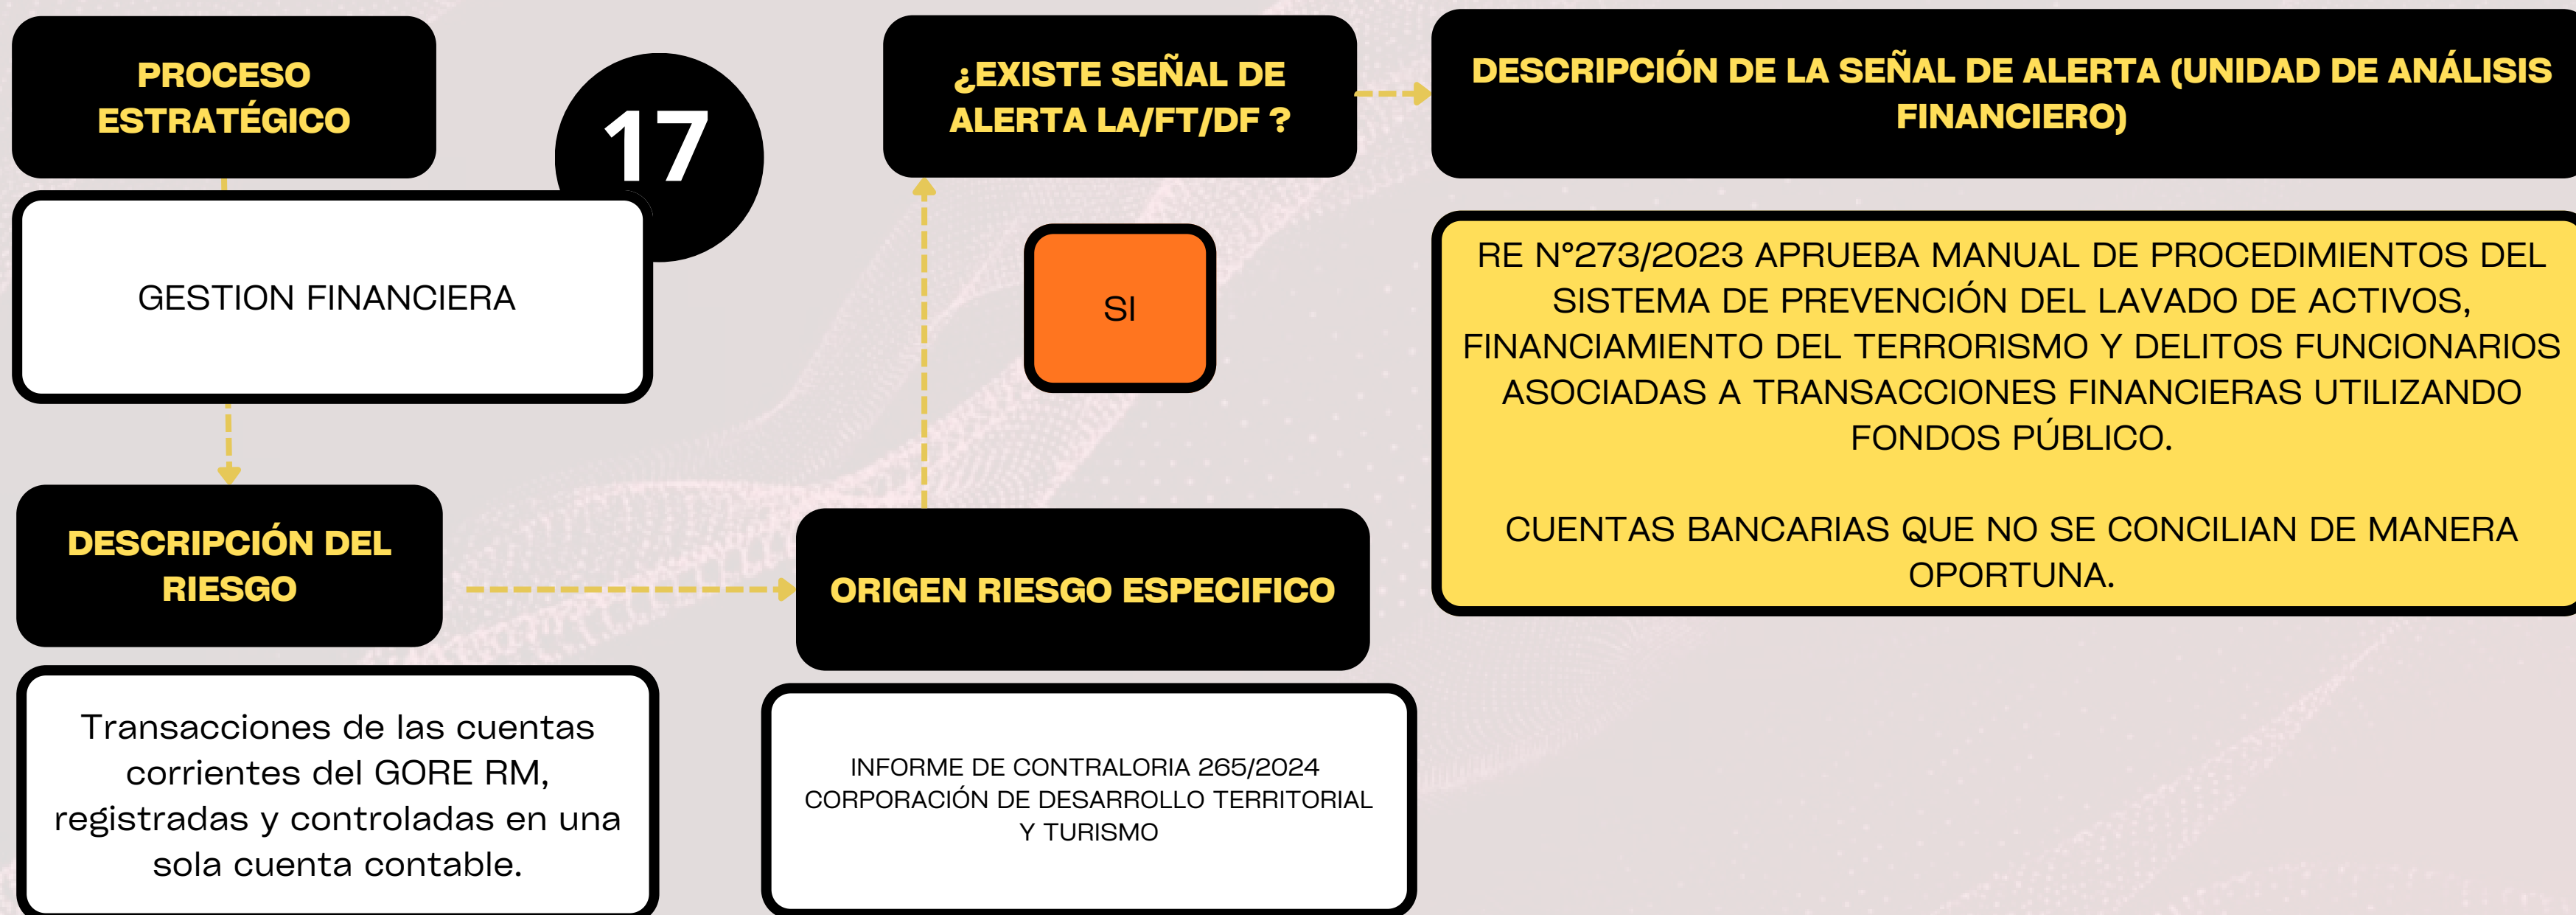 PROCESO
ESTRATÉGICO
17
GESTION FINANCIERA
DESCRIPCIÓN DEL
RIESGO
Transacciones de las cuentas
corrientes del GORE RM,
registradas y controladas en una
sola cuenta contable.
ORIGEN RIESGO ESPECIFICO
INFORME DE CONTRALORIA 265/2024
CORPORACIÓN DE DESARROLLO TERRITORIAL
Y TURISMO
¿EXISTE SEÑAL DE
ALERTA LA/FT/DF ?
SI
DESCRIPCIÓN DE LA SEÑAL DE ALERTA (UNIDAD DE ANÁLISIS
FINANCIERO)
RE N°273/2023 APRUEBA MANUAL DE PROCEDIMIENTOS DEL
SISTEMA DE PREVENCIÓN DEL LAVADO DE ACTIVOS,
FINANCIAMIENTO DEL TERRORISMO Y DELITOS FUNCIONARIOS
ASOCIADAS A TRANSACCIONES FINANCIERAS UTILIZANDO
FONDOS PÚBLICO.
CUENTAS BANCARIAS QUE NO SE CONCILIAN DE MANERA
OPORTUNA.